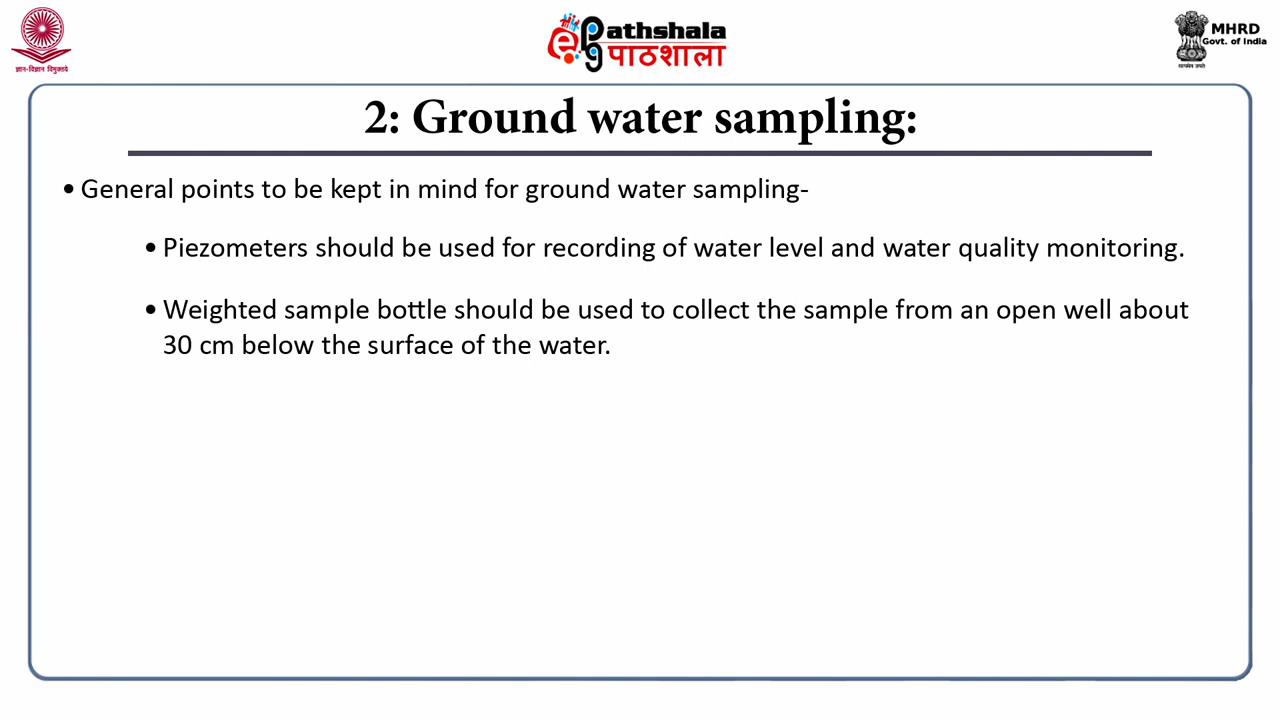 ज्ञान-विज्ञान विमुक्तये
ePG Pathshala
पाठशाला
MHRD
Govt. of India
सत्यमेव जयते
2: Ground water sampling:
• General points to be kept in mind for ground water sampling-
• Piezometers should be used for recording of water level and water quality monitoring.
• Weighted sample bottle should be used to collect the sample from an open well about
30 cm below the surface of the water.